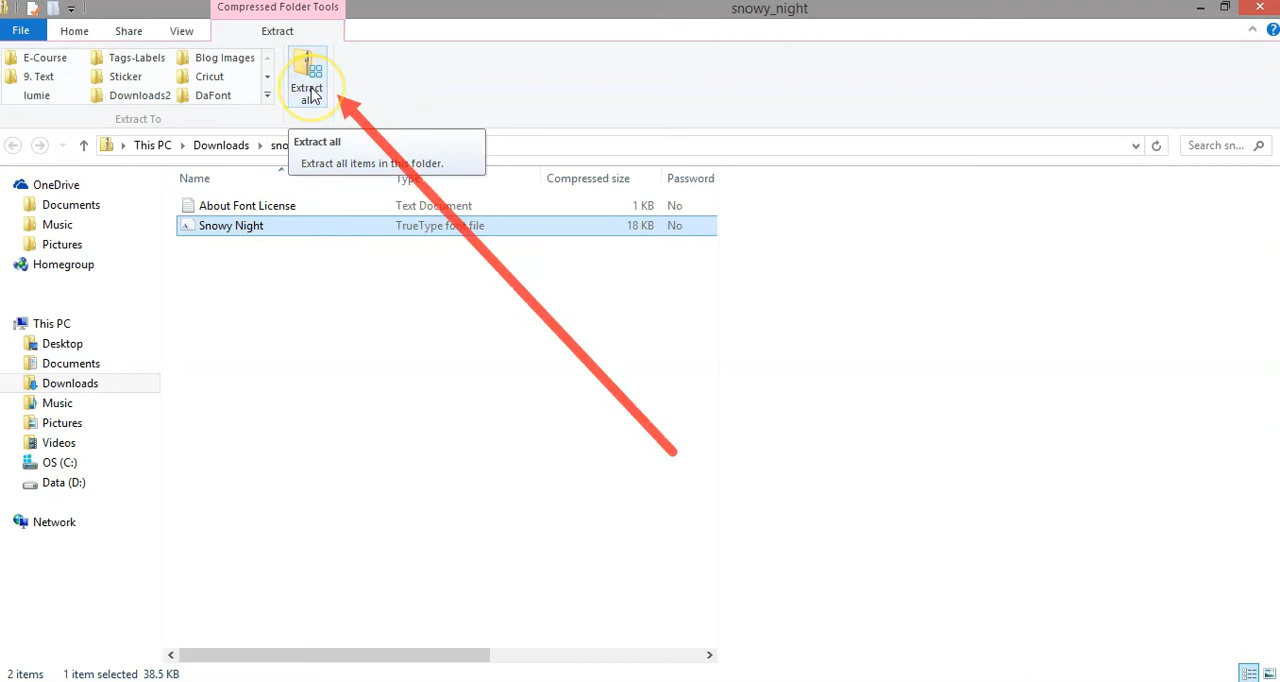 Compressed Folder Tools
snowy_night
File Home Share View Extract
E-Course Tags-Labels Blog Images
9. Text Sticker Cricut
lumie Downloads2 DaFont
Extract
all
Extract To
This PC Downloads sno
Search sn...
Extract all
Extract all items in this folder.
Name Type Compressed size Password
About Font License Text Document 1 KB No
Snowy Night TrueType font file 18 KB No
OneDrive
Documents
Music
Pictures
Homegroup
This PC
Desktop
Documents
Downloads
Music
Pictures
Videos
OS (C:)
Data (D:)
Network
2 items 1 item selected 38.5 KB